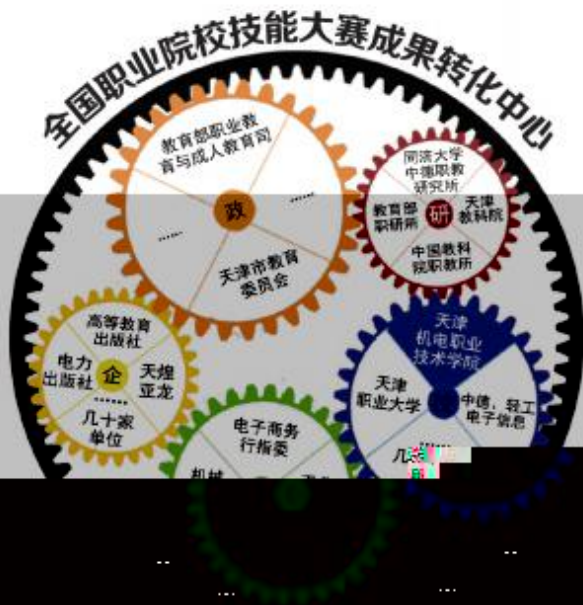 全国职业院校技能大赛成果转化中心
教育部职业教
育与成人教育司
政
......
......
天津市教育
委员会
同济大学
中德职教
研究所
教育部
职研所
研
天津
教科院
中国教科
院职教所
高等教育
出版社
电力
出版社
企
天煌
亚龙
......
几十家
单位
天津
机电职业
技术学院
天津
职业大学
中德、轻工
电子信息
......
电子商务
行指委
机械